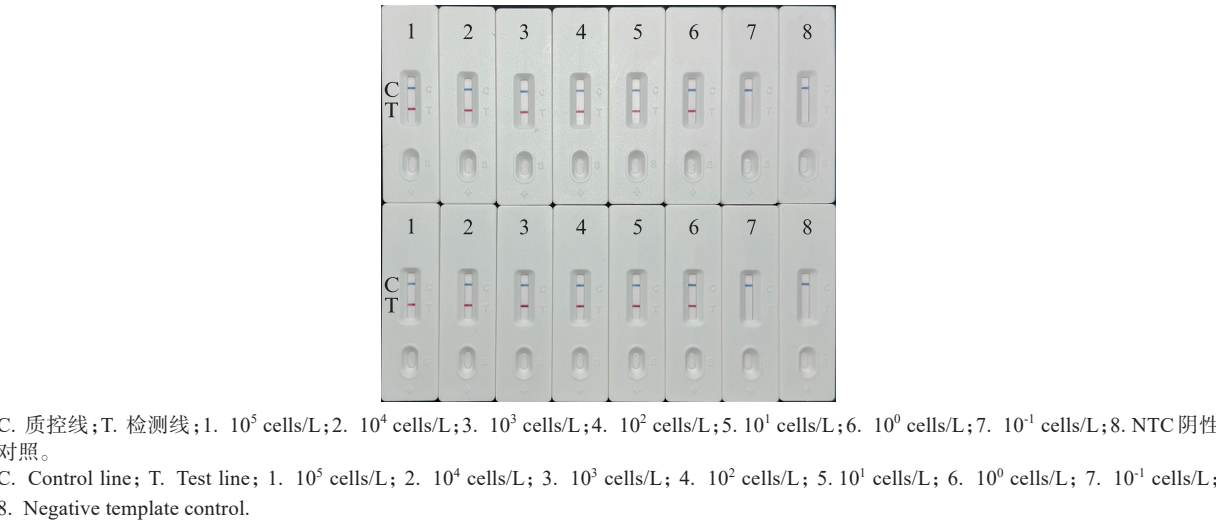 1 2 3 4 5 6 7 8
C
T
1 2 3 4 5 6 7 8
C
T
C. 质控线;T. 检测线;1. 10⁵ cells/L;2. 10⁴ cells/L;3. 10³ cells/L;4. 10² cells/L;5. 10¹ cells/L;6. 10⁰ cells/L;7. 10⁻¹ cells/L;8. NTC阴性
对照。
C. Control line; T. Test line; 1. 10⁵ cells/L; 2. 10⁴ cells/L; 3. 10³ cells/L; 4. 10² cells/L; 5. 10¹ cells/L; 6. 10⁰ cells/L; 7. 10⁻¹ cells/L;
8. Negative template control.